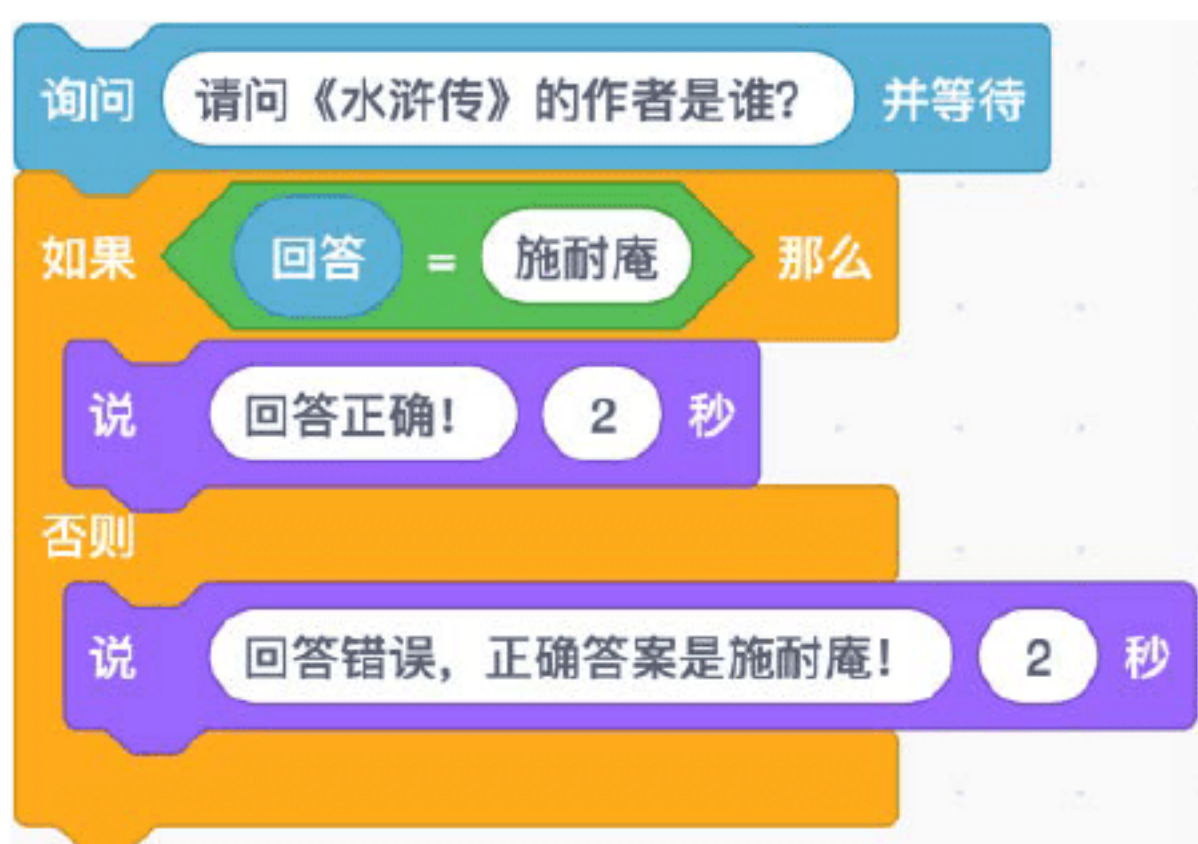 询问 请问《水浒传》的作者是谁? 并等待
如果 回答 = 施耐庵 那么
说 回答正确! 2 秒
否则
说 回答错误，正确答案是施耐庵! 2 秒